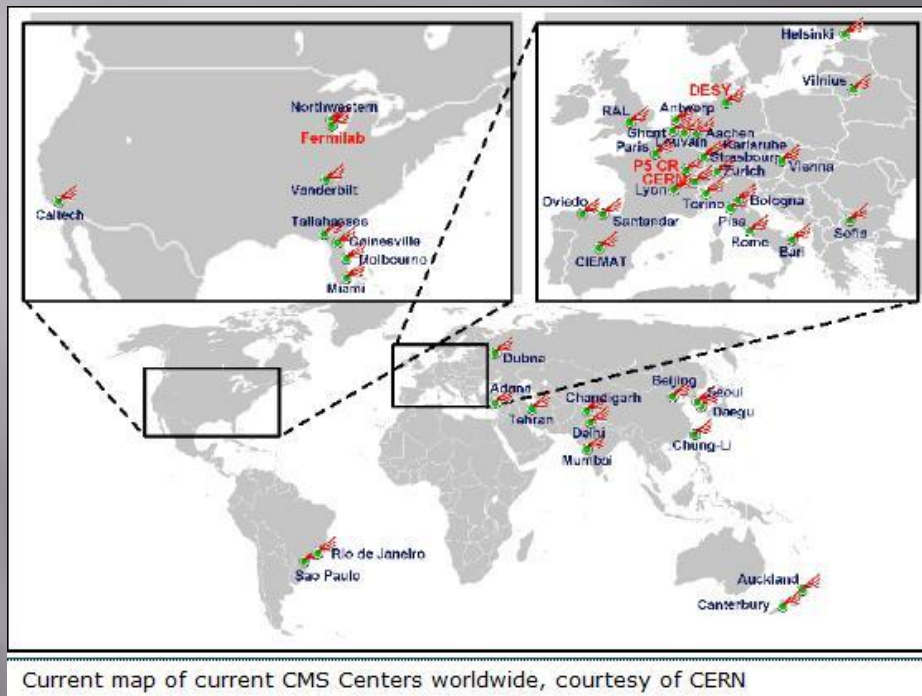 Helsinki
Vilnius
DESY
RAL
Antwerp
Ghent
Louvain
Aachen
Karlsruhe
Paris
Strasbourg
P5 CR
Zurich
Vienna
CERN
Lyon
Torino
Bologna
Oviedo
Santander
Pisa
Sofia
Rome
Bari
CIEMAT
Northwestern
Fermilab
Vanderbilt
Caltech
Tallahassee
Gainesville
Melbourne
Miami
Dubna
Adana
Tehran
Chandigarh
Delhi
Mumbai
Beijing
Seoul
Daegu
Chung-Li
Rio de Janeiro
Sao Paulo
Auckland
Canterbury
Current map of current CMS Centers worldwide, courtesy of CERN